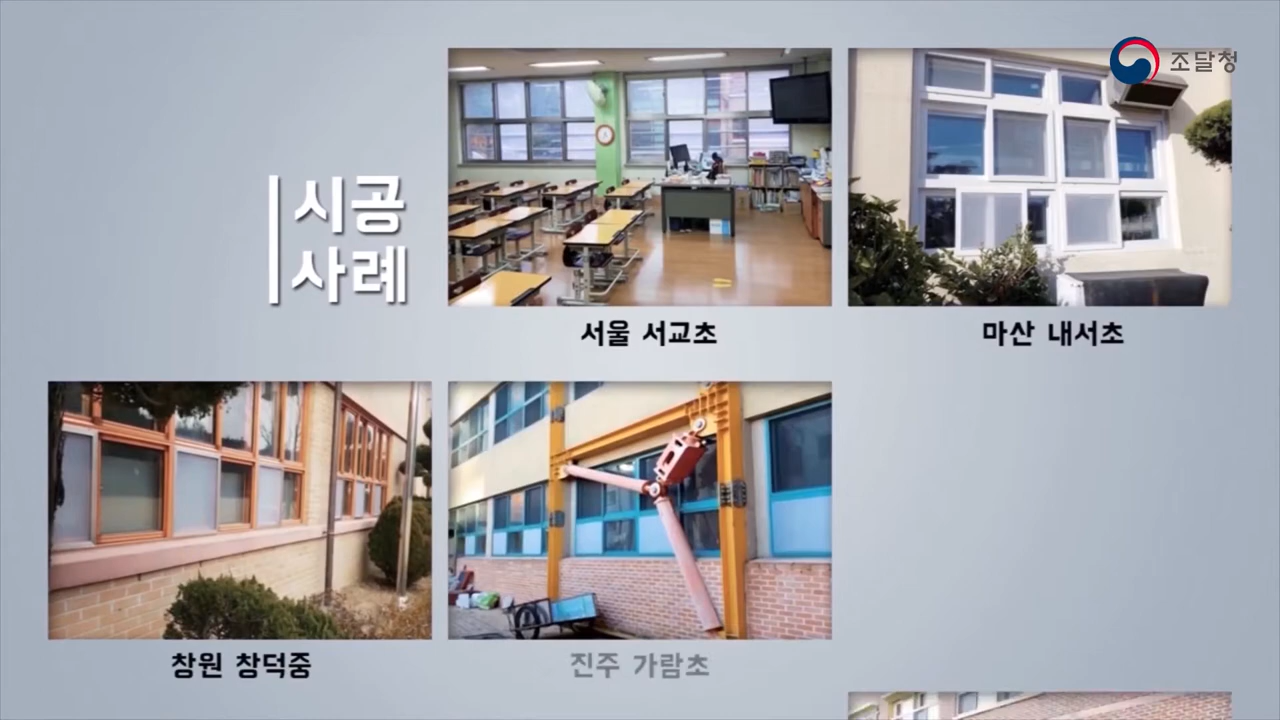 조달청
시공
사례
서울 서교초
마산 내서초
창원 창덕중
진주 가람초